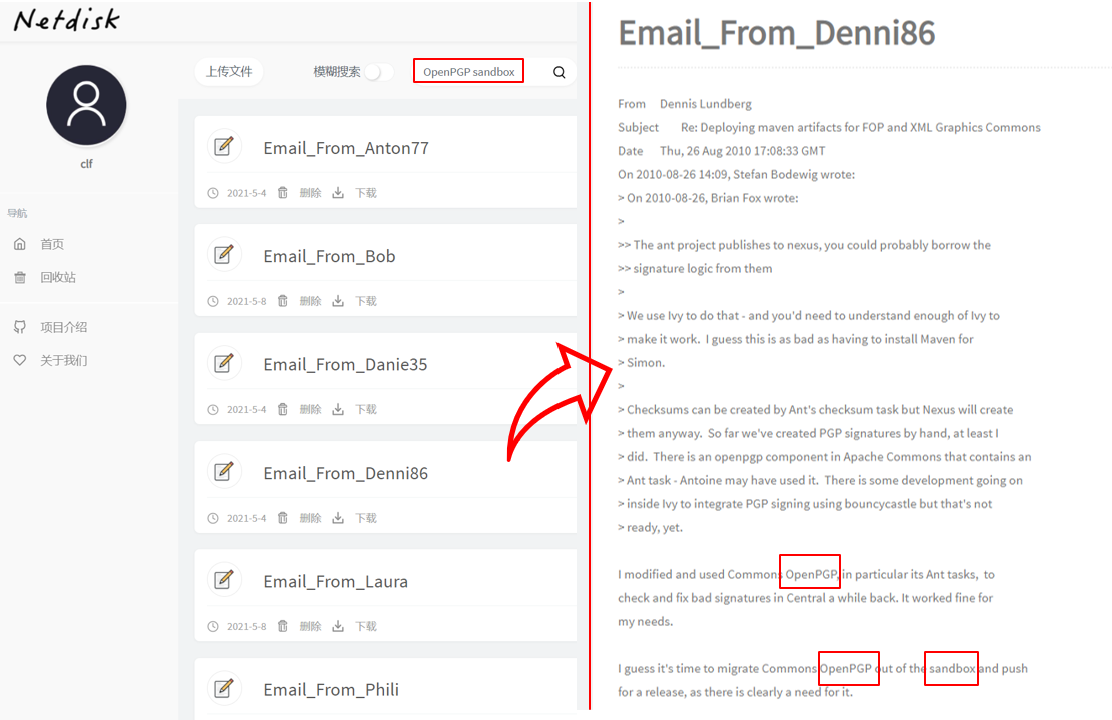 Netdisk
clf
导航
首页
回收站
项目介绍
关于我们
上传文件
模糊搜索
OpenPGP sandbox
Email_From_Anton77
2021-5-4 删除 下载
Email_From_Bob
2021-5-8 删除 下载
Email_From_Danie35
2021-5-4 删除 下载
Email_From_Denni86
2021-5-4 删除 下载
Email_From_Laura
2021-5-8 删除 下载
Email_From_Phili
Email_From_Denni86
From Dennis Lundberg
Subject Re: Deploying maven artifacts for FOP and XML Graphics Commons
Date Thu, 26 Aug 2010 17:08:33 GMT
On 2010-08-26 14:09, Stefan Bodewig wrote:
> On 2010-08-26, Brian Fox wrote:
>
>> The ant project publishes to nexus, you could probably borrow the
>> signature logic from them
>
> We use Ivy to do that - and you'd need to understand enough of Ivy to
> make it work. I guess this is as bad as having to install Maven for
> Simon.
>
> Checksums can be created by Ant's checksum task but Nexus will create
> them anyway. So far we've created PGP signatures by hand, at least I
> did. There is an openpgp component in Apache Commons that contains an
> Ant task - Antoine may have used it. There is some development going on
> inside Ivy to integrate PGP signing using bouncycastle but that's not
> ready, yet.
I modified and used Commons OpenPGP, in particular its Ant tasks, to
check and fix bad signatures in Central a while back. It worked fine for
my needs.
I guess it's time to migrate Commons OpenPGP out of the sandbox and push
for a release, as there is clearly a need for it.